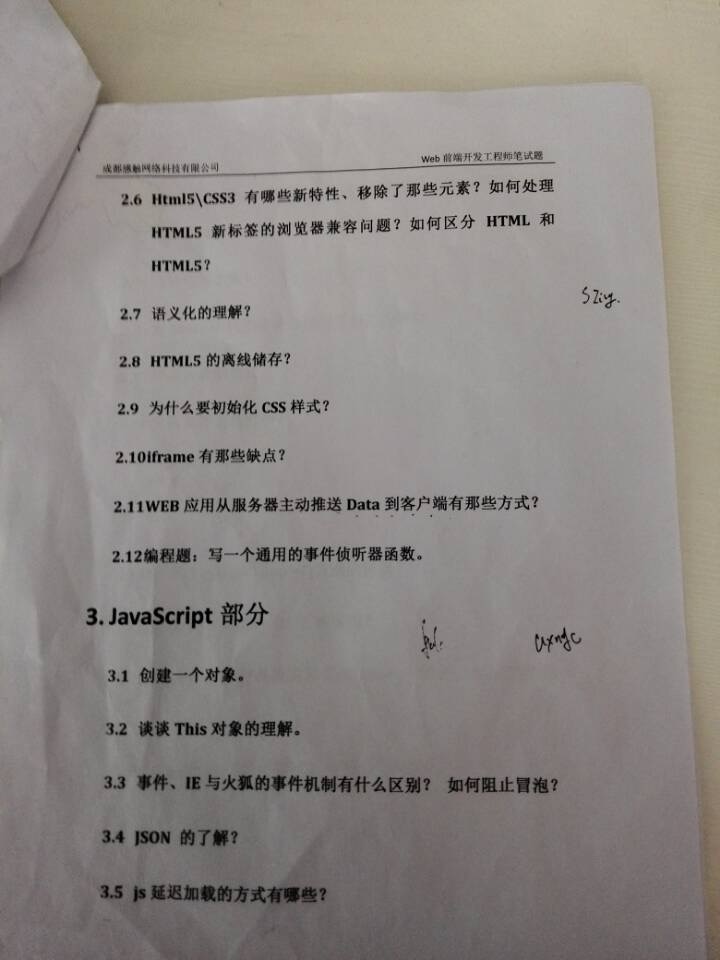 成都感触网络科技有限公司 Web 前端开发工程师笔试题
2.6 Html5\CSS3 有哪些新特性、移除了那些元素？如何处理
HTML5 新标签的浏览器兼容问题？如何区分 HTML 和
HTML5？
2.7 语义化的理解？
2.8 HTML5 的离线储存？
2.9 为什么要初始化 CSS 样式？
2.10iframe 有那些缺点？
2.11WEB 应用从服务器主动推送 Data 到客户端有那些方式？
2.12编程题：写一个通用的事件侦听器函数。
3. JavaScript 部分
3.1 创建一个对象。
3.2 谈谈 This 对象的理解。
3.3 事件、IE 与火狐的事件机制有什么区别？ 如何阻止冒泡？
3.4 JSON 的了解？
3.5 js 延迟加载的方式有哪些？